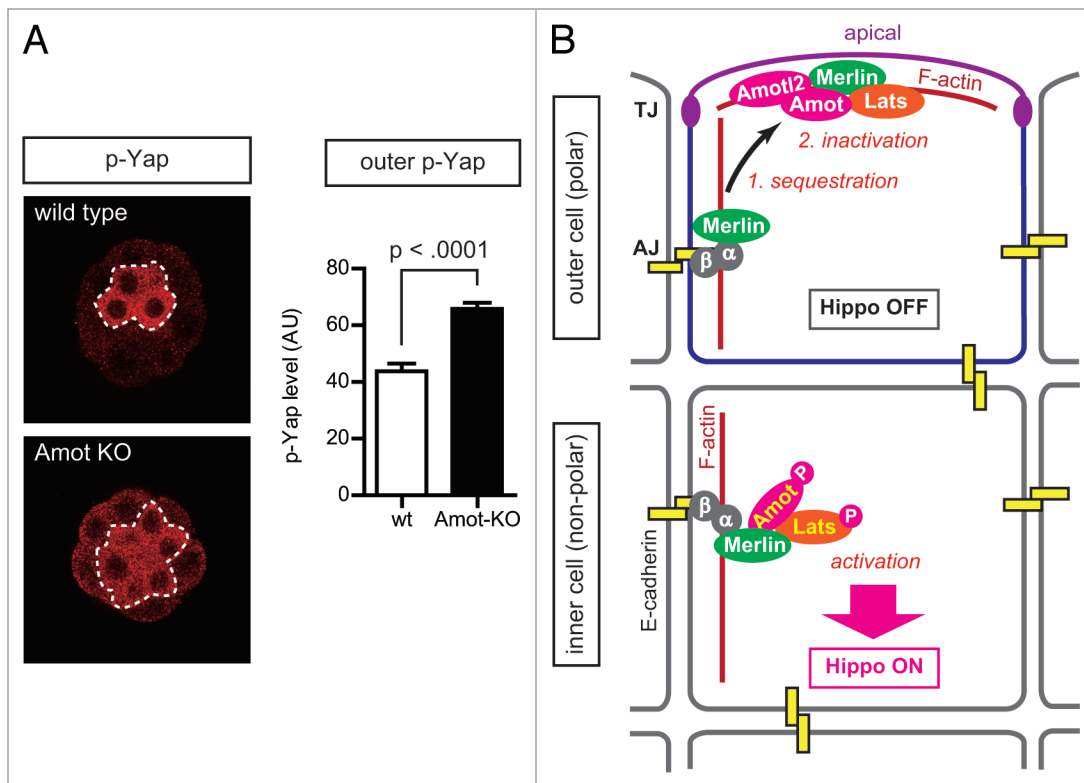 A
p-Yap
wild type
Amot KO
outer p-Yap
p < .0001
p-Yap level (AU)
80
60
40
20
0
wt
Amot-KO
B
apical
outer cell (polar)
TJ
Amotl2
Merlin
Amot
Lats
F-actin
2. inactivation
1. sequestration
Merlin
AJ
β
α
Hippo OFF
inner cell (non-polar)
E-cadherin
F-actin
β
α
Amot
P
Lats
P
Merlin
activation
Hippo ON